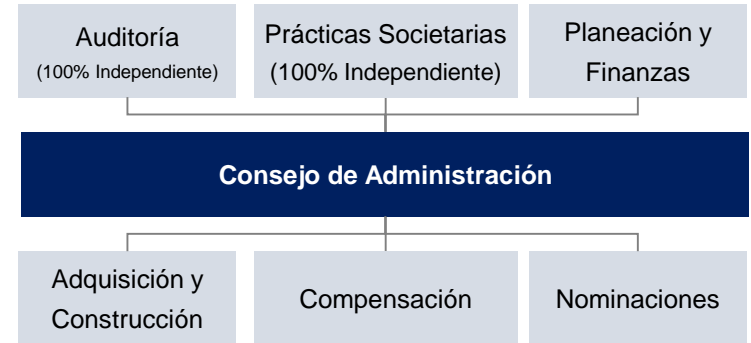 Auditoría
(100% Independiente)
Prácticas Societarias
(100% Independiente)
Planeación y
Finanzas
Consejo de Administración
Adquisición y
Construcción
Compensación
Nominaciones